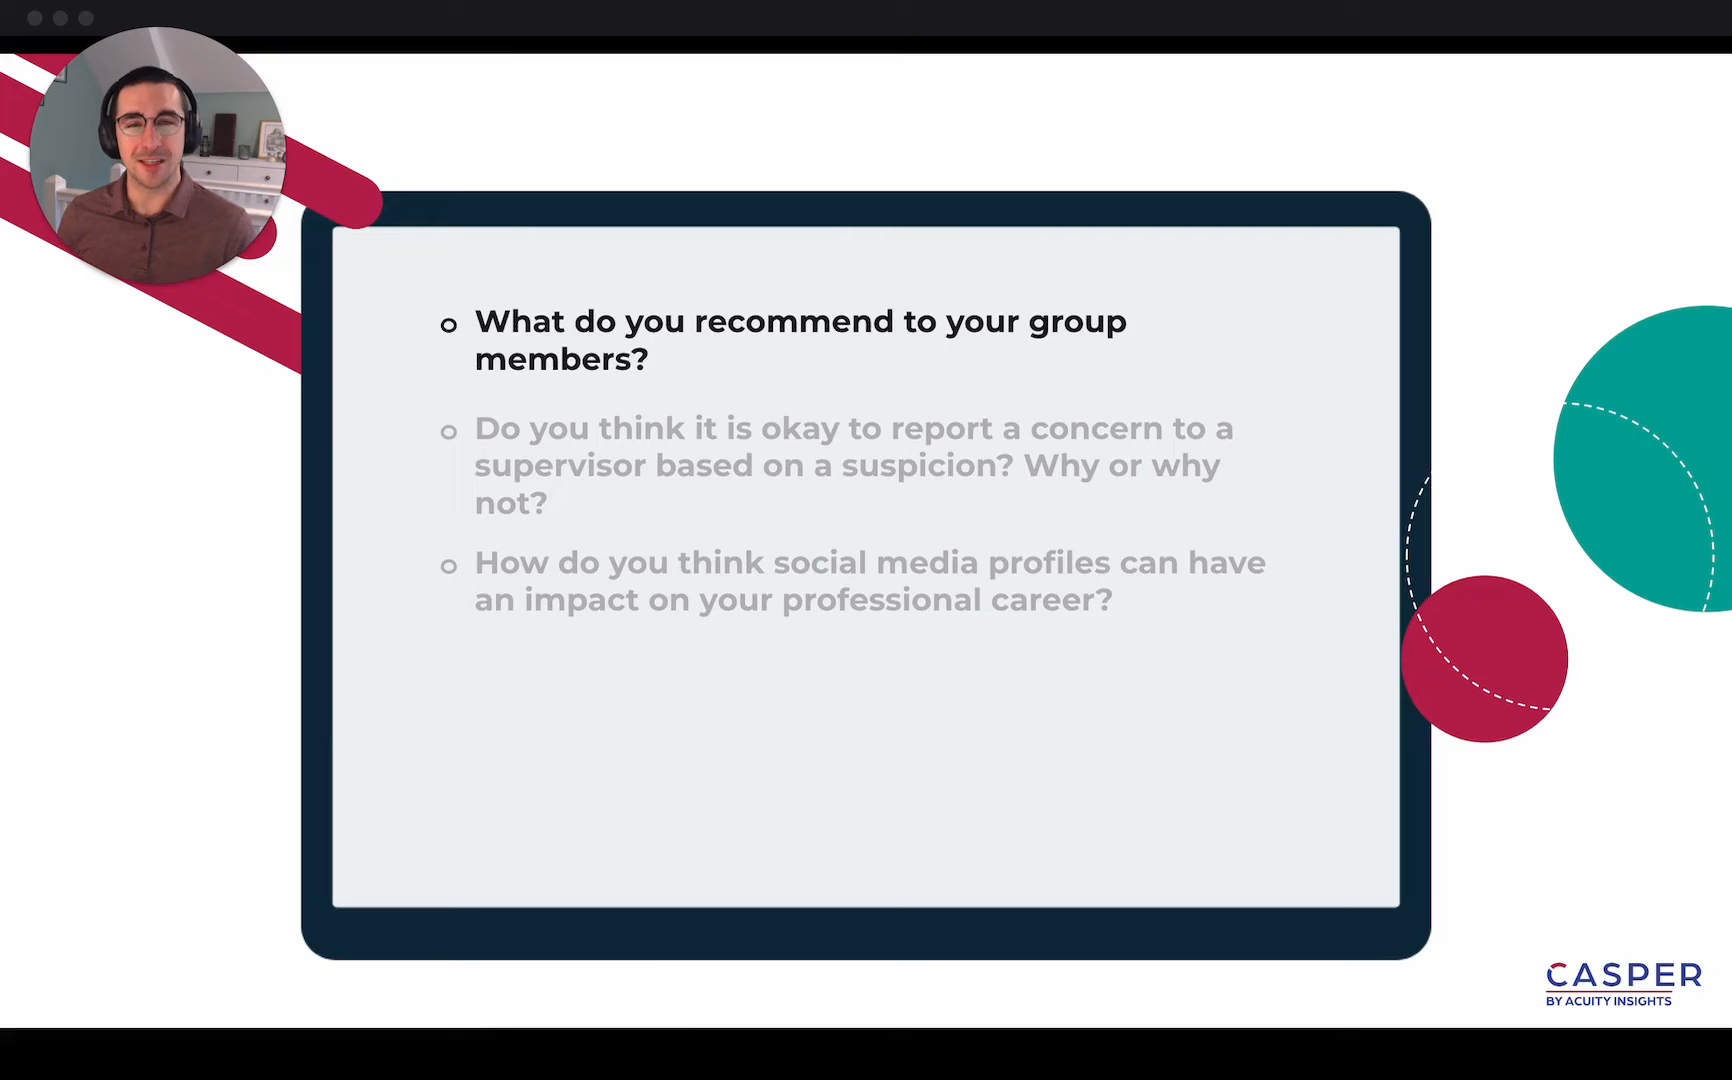 What do you recommend to your group
members?
Do you think it is okay to report a concern to a
supervisor based on a suspicion? Why or why
not?
How do you think social media profiles can have
an impact on your professional career?
CASPER
BY ACUITY INSIGHTS